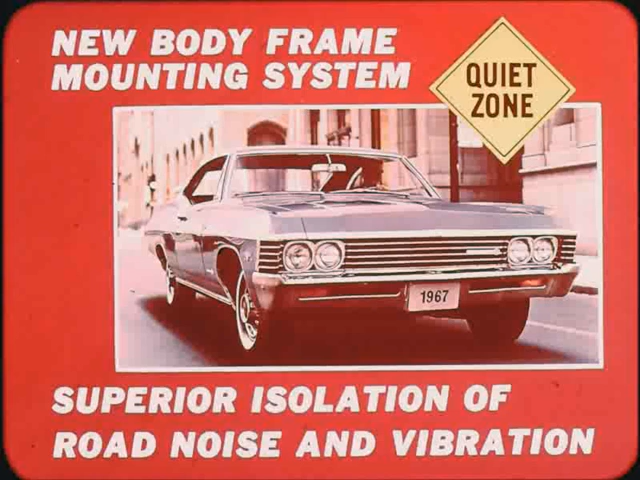 NEW BODY FRAME
MOUNTING SYSTEM
QUIET
ZONE
1967
SUPERIOR ISOLATION OF
ROAD NOISE AND VIBRATION